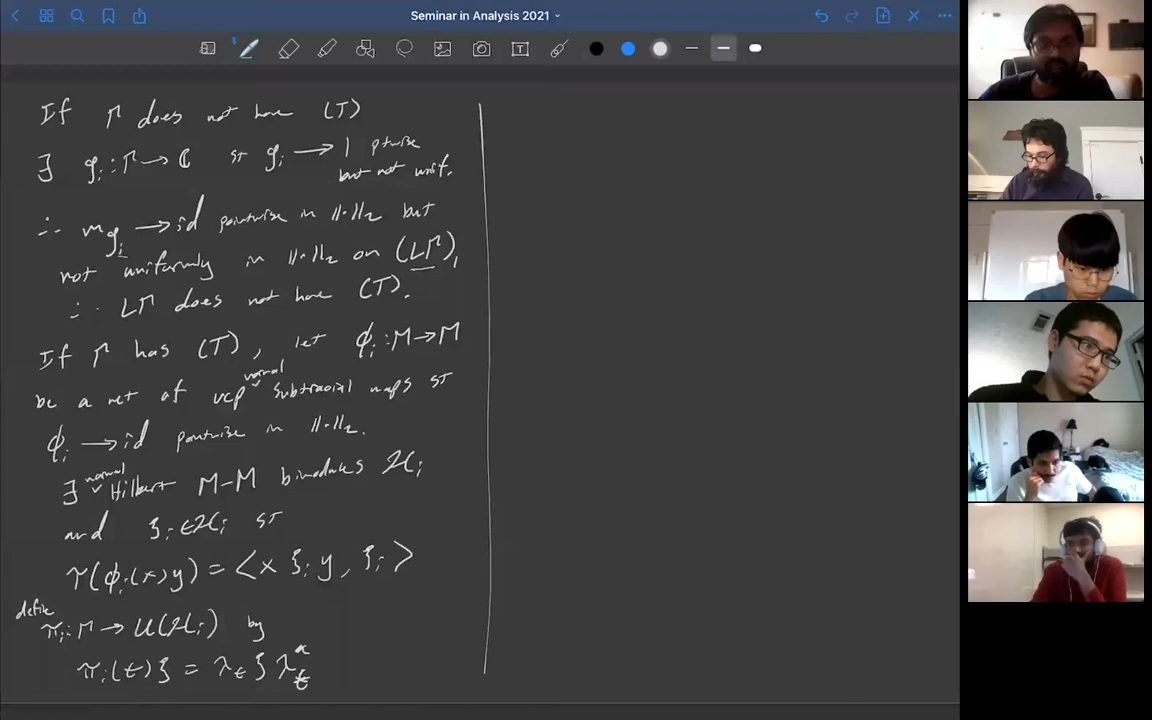 Seminar in Analysis 2021
If Γ does not have (T)
∃ φᵢ : Γ → ℂ st φᵢ → 1 ptwise
but not unif.
∴ m_φᵢ → id pointwise in ‖·‖₂ but
not uniformly in ‖·‖₂ on (LΓ)₁
∴ LΓ does not have (T).
If Γ has (T), let ϕᵢ : M → M
be a net of ucp normal subtracial maps st
ϕᵢ → id pointwise in ‖·‖₂.
∃ normal Hilbert M-M bimodules ℋᵢ
and ξᵢ ∈ ℋᵢ st
τ(ϕᵢ(x)y) = <x ξᵢ y, ξᵢ>
define
πᵢ : Γ → U(ℋᵢ) by
πᵢ(t)ξ = λ_t ξ λ_t^*